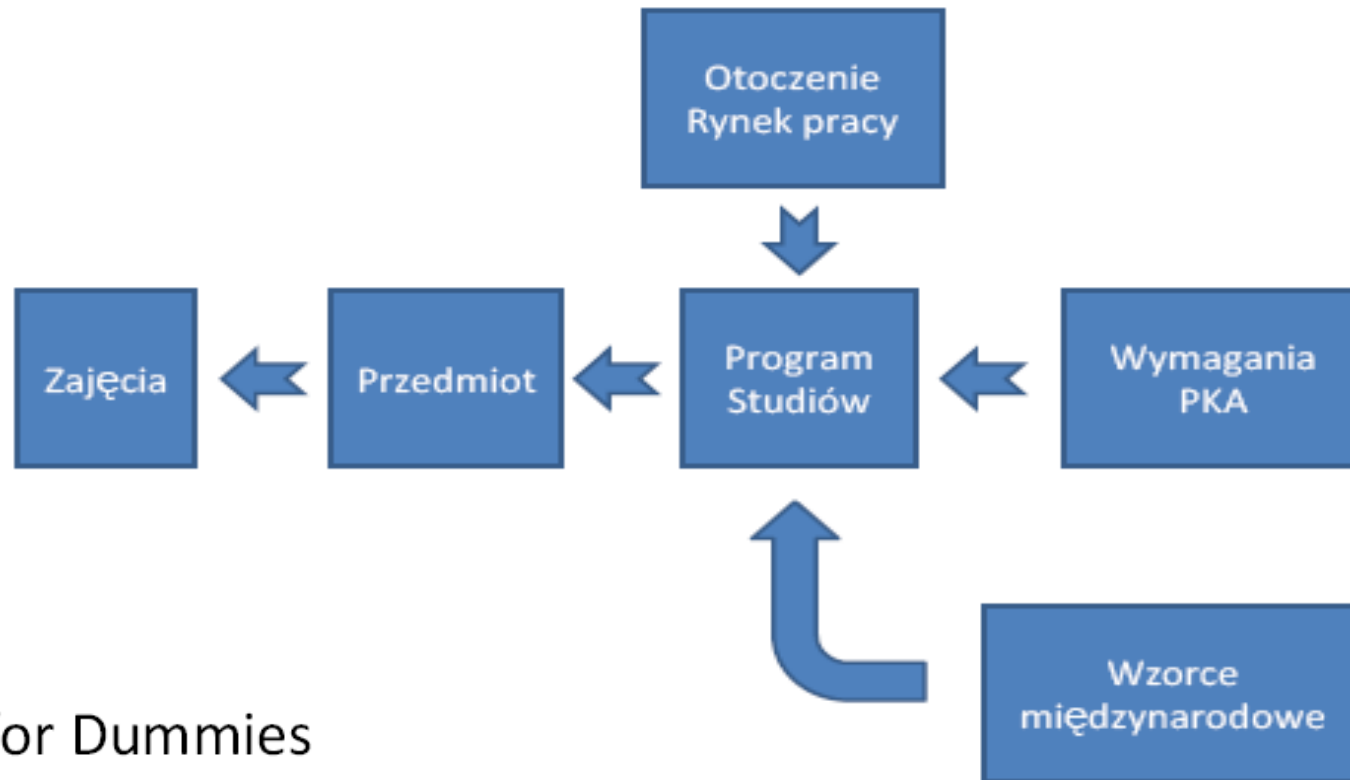 Otoczenie
Rynek pracy
Zajęcia
Przedmiot
Program
Studiów
Wymagania
PKA
Wzorce
międzynarodowe
or Dummies